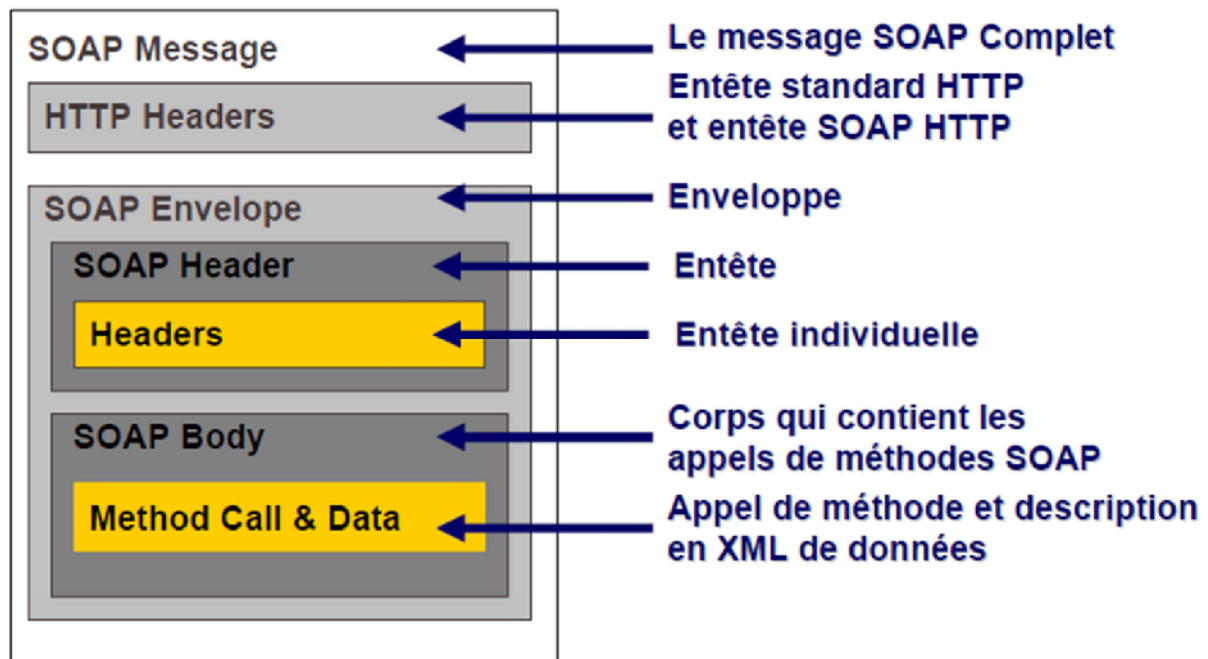 SOAP Message
Le message SOAP Complet
HTTP Headers
Entête standard HTTP
et entête SOAP HTTP
SOAP Envelope
Enveloppe
SOAP Header
Entête
Headers
Entête individuelle
SOAP Body
Corps qui contient les
appels de méthodes SOAP
Method Call & Data
Appel de méthode et description
en XML de données